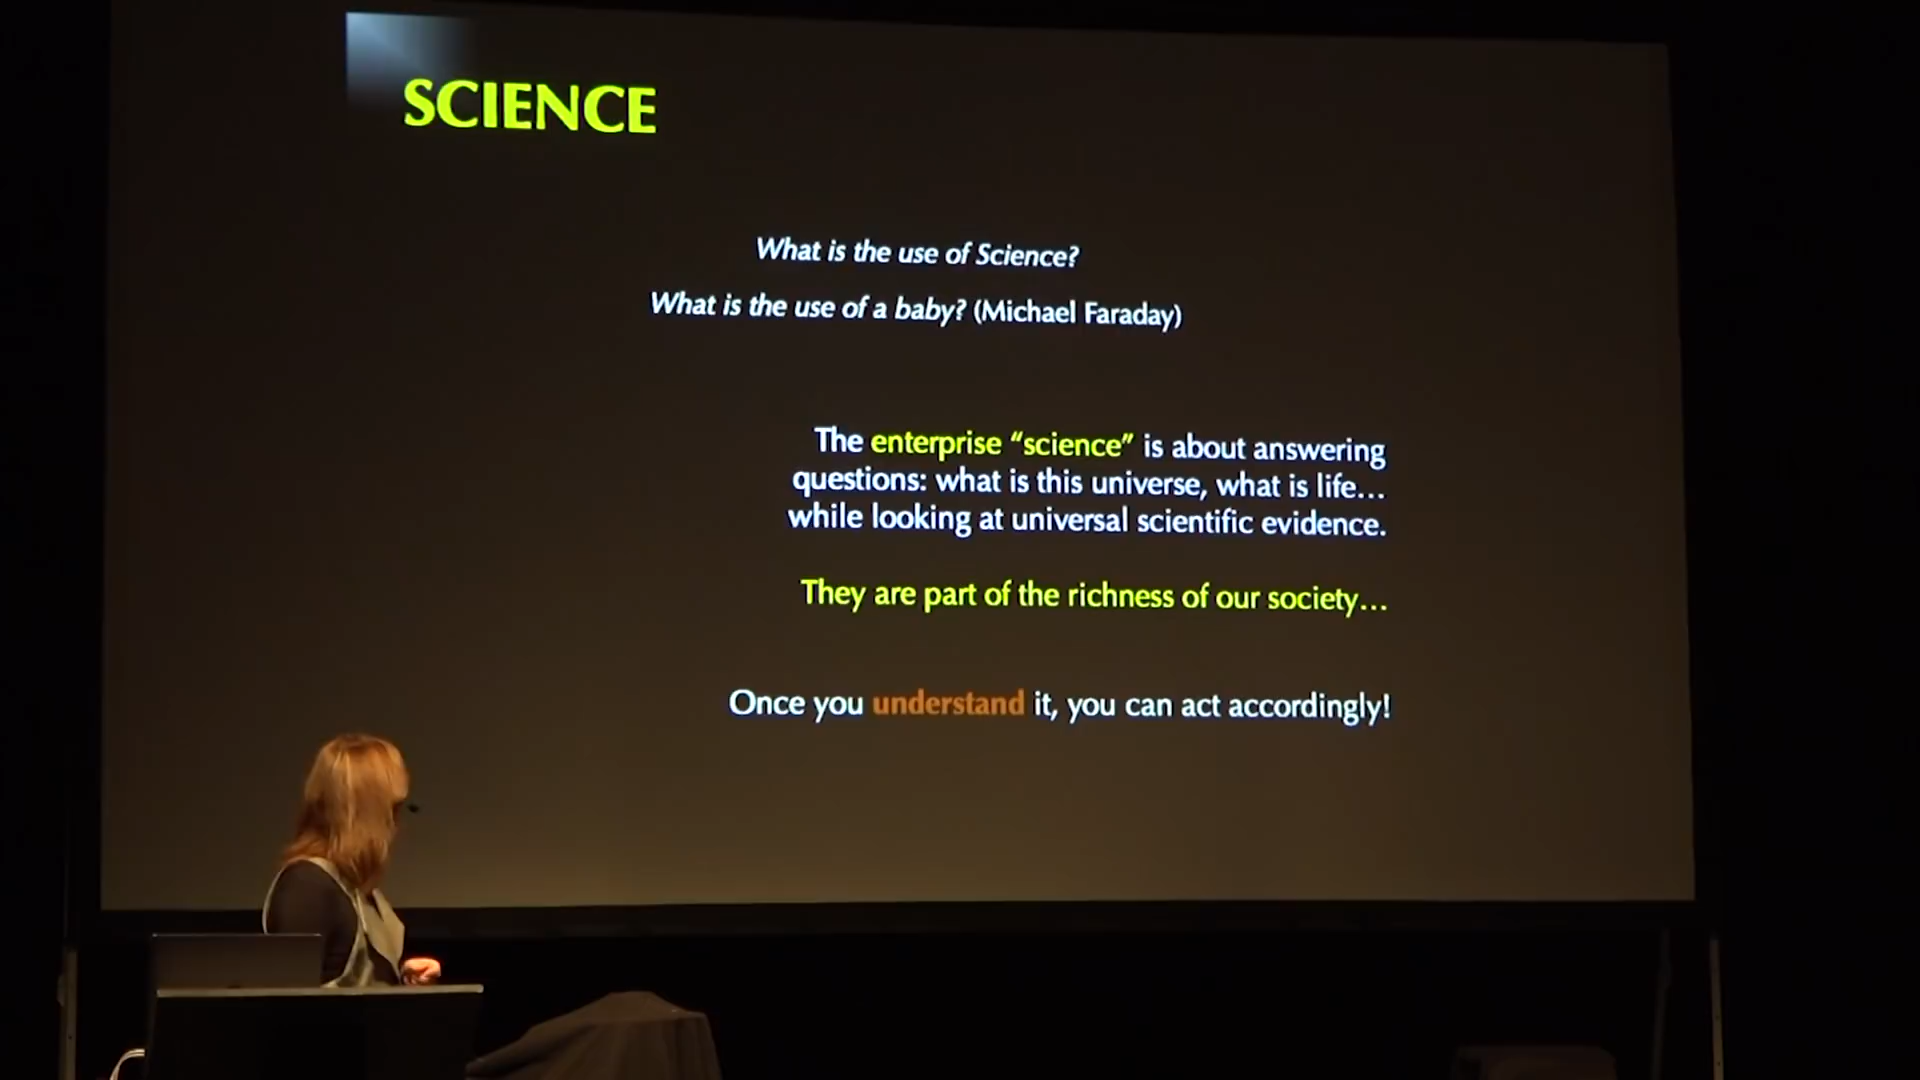 SCIENCE
What is the use of Science?
What is the use of a baby? (Michael Faraday)
The enterprise “science” is about answering
questions: what is this universe, what is life...
while looking at universal scientific evidence.
They are part of the richness of our society...
Once you understand it, you can act accordingly!